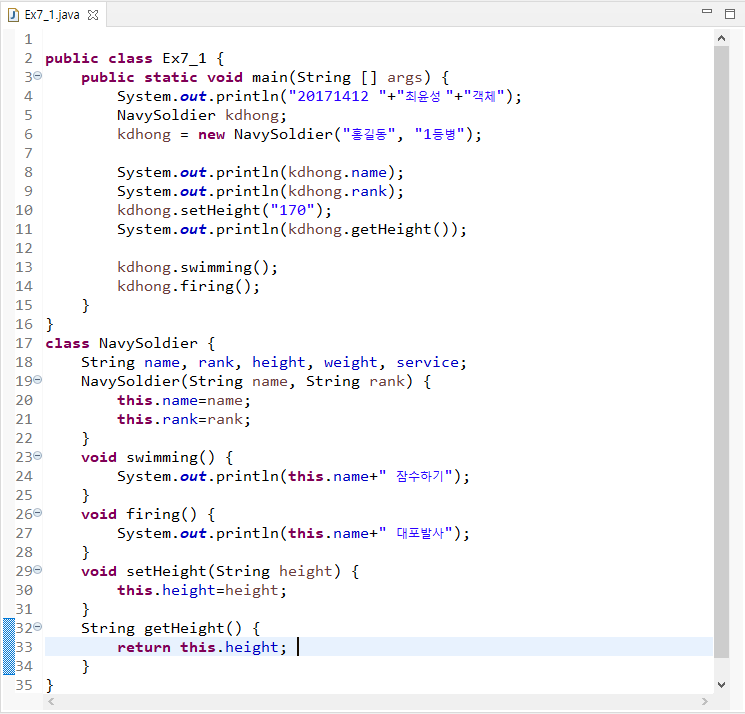 Ex7_1.java
1
2 public class Ex7_1 {
3 public static void main(String [] args) {
4 System.out.println("20171412 "+"최윤성 "+"객체");
5 NavySoldier kdhong;
6 kdhong = new NavySoldier("홍길동", "1등병");
7
8 System.out.println(kdhong.name);
9 System.out.println(kdhong.rank);
10 kdhong.setHeight("170");
11 System.out.println(kdhong.getHeight());
12
13 kdhong.swimming();
14 kdhong.firing();
15 }
16 }
17 class NavySoldier {
18 String name, rank, height, weight, service;
19 NavySoldier(String name, String rank) {
20 this.name=name;
21 this.rank=rank;
22 }
23 void swimming() {
24 System.out.println(this.name+" 잠수하기");
25 }
26 void firing() {
27 System.out.println(this.name+" 대포발사");
28 }
29 void setHeight(String height) {
30 this.height=height;
31 }
32 String getHeight() {
33 return this.height;
34 }
35 }